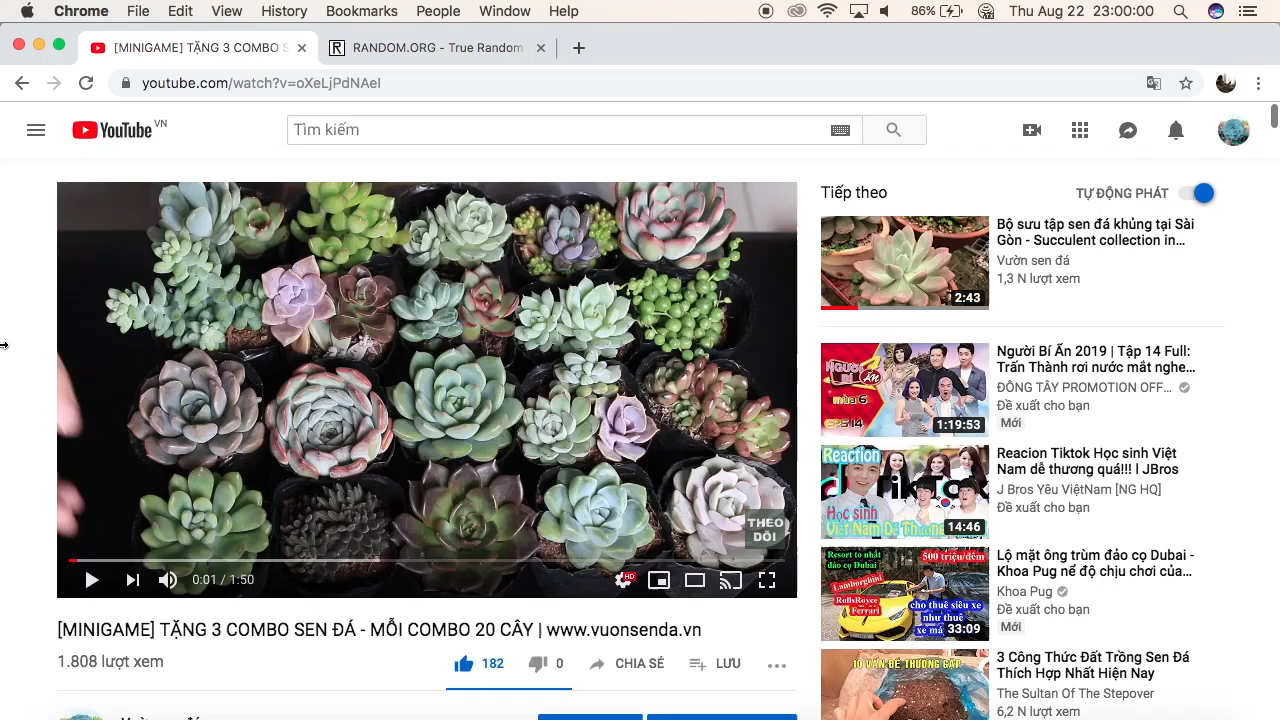 Chrome File Edit View History Bookmarks People Window Help 86% Thu Aug 22 23:00:00
[MINIGAME] TẶNG 3 COMBO S
RANDOM.ORG - True Random
youtube.com/watch?v=oXeLjPdNAeI
YouTube VN
Tìm kiếm
THEO
DÕI
0:01 / 1:50
HD
[MINIGAME] TẶNG 3 COMBO SEN ĐÁ - MỖI COMBO 20 CÂY | www.vuonsenda.vn
1.808 lượt xem
182 0 CHIA SẺ LƯU
Tiếp theo TỰ ĐỘNG PHÁT
2:43
Bộ sưu tập sen đá khủng tại Sài
Gòn - Succulent collection in...
Vườn sen đá
1,3 N lượt xem
NGƯỜI
BÍ ẨN
mùa 6
EPS 14
1:19:53
Người Bí Ẩn 2019 | Tập 14 Full:
Trấn Thành rơi nước mắt nghe...
ĐÔNG TÂY PROMOTION OFF...
Đề xuất cho bạn
Mới
Reaction
Học sinh
Việt Nam Dễ Thương
14:46
Reacion Tiktok Học sinh Việt
Nam dễ thương quá!!! l JBros
J Bros Yêu ViệtNam [NG HQ]
Đề xuất cho bạn
Resort to nhất
đảo cọ Dubai
500 triệu/đêm
Lamborghini
RollsRoyce
Ferrari
cho thuê siêu xe
như thuê
xe má
33:09
Lộ mặt ông trùm đảo cọ Dubai -
Khoa Pug nể độ chịu chơi của...
Khoa Pug
Đề xuất cho bạn
Mới
10 VẤN ĐỀ THƯỜNG GẶP
3 Công Thức Đất Trồng Sen Đá
Thích Hợp Nhất Hiện Nay
The Sultan Of The Stepover
6,2 N lượt xem